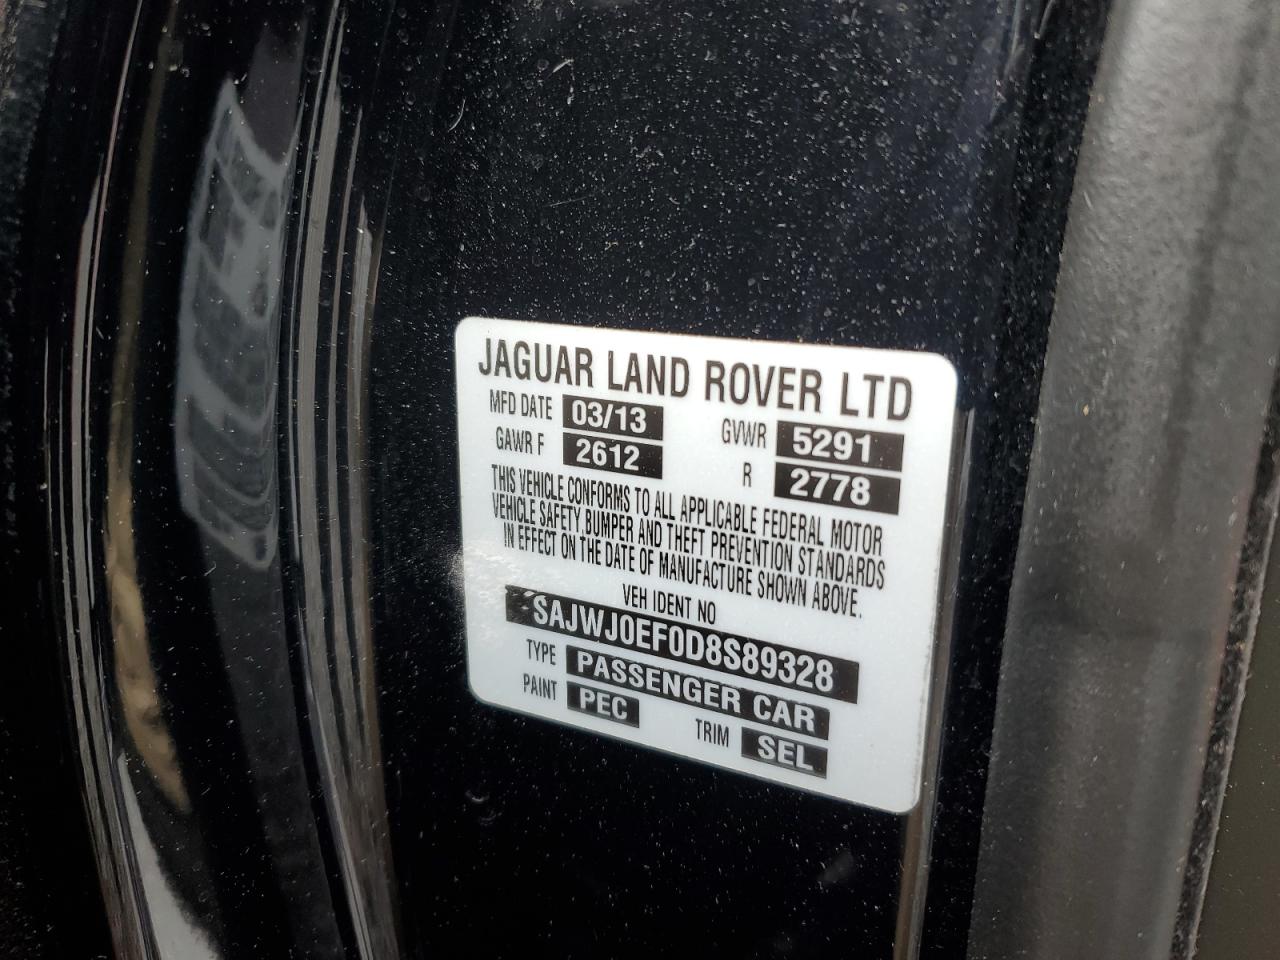 JAGUAR LAND ROVER LTD
MFD DATE 03/13 GVWR 5291
GAWR F 2612 R 2778
THIS VEHICLE CONFORMS TO ALL APPLICABLE FEDERAL MOTOR
VEHICLE SAFETY BUMPER AND THEFT PREVENTION STANDARDS
IN EFFECT ON THE DATE OF MANUFACTURE SHOWN ABOVE.
VEH IDENT NO
SAJWJ0EF0D8S89328
TYPE PASSENGER CAR
PAINT PEC TRIM SEL